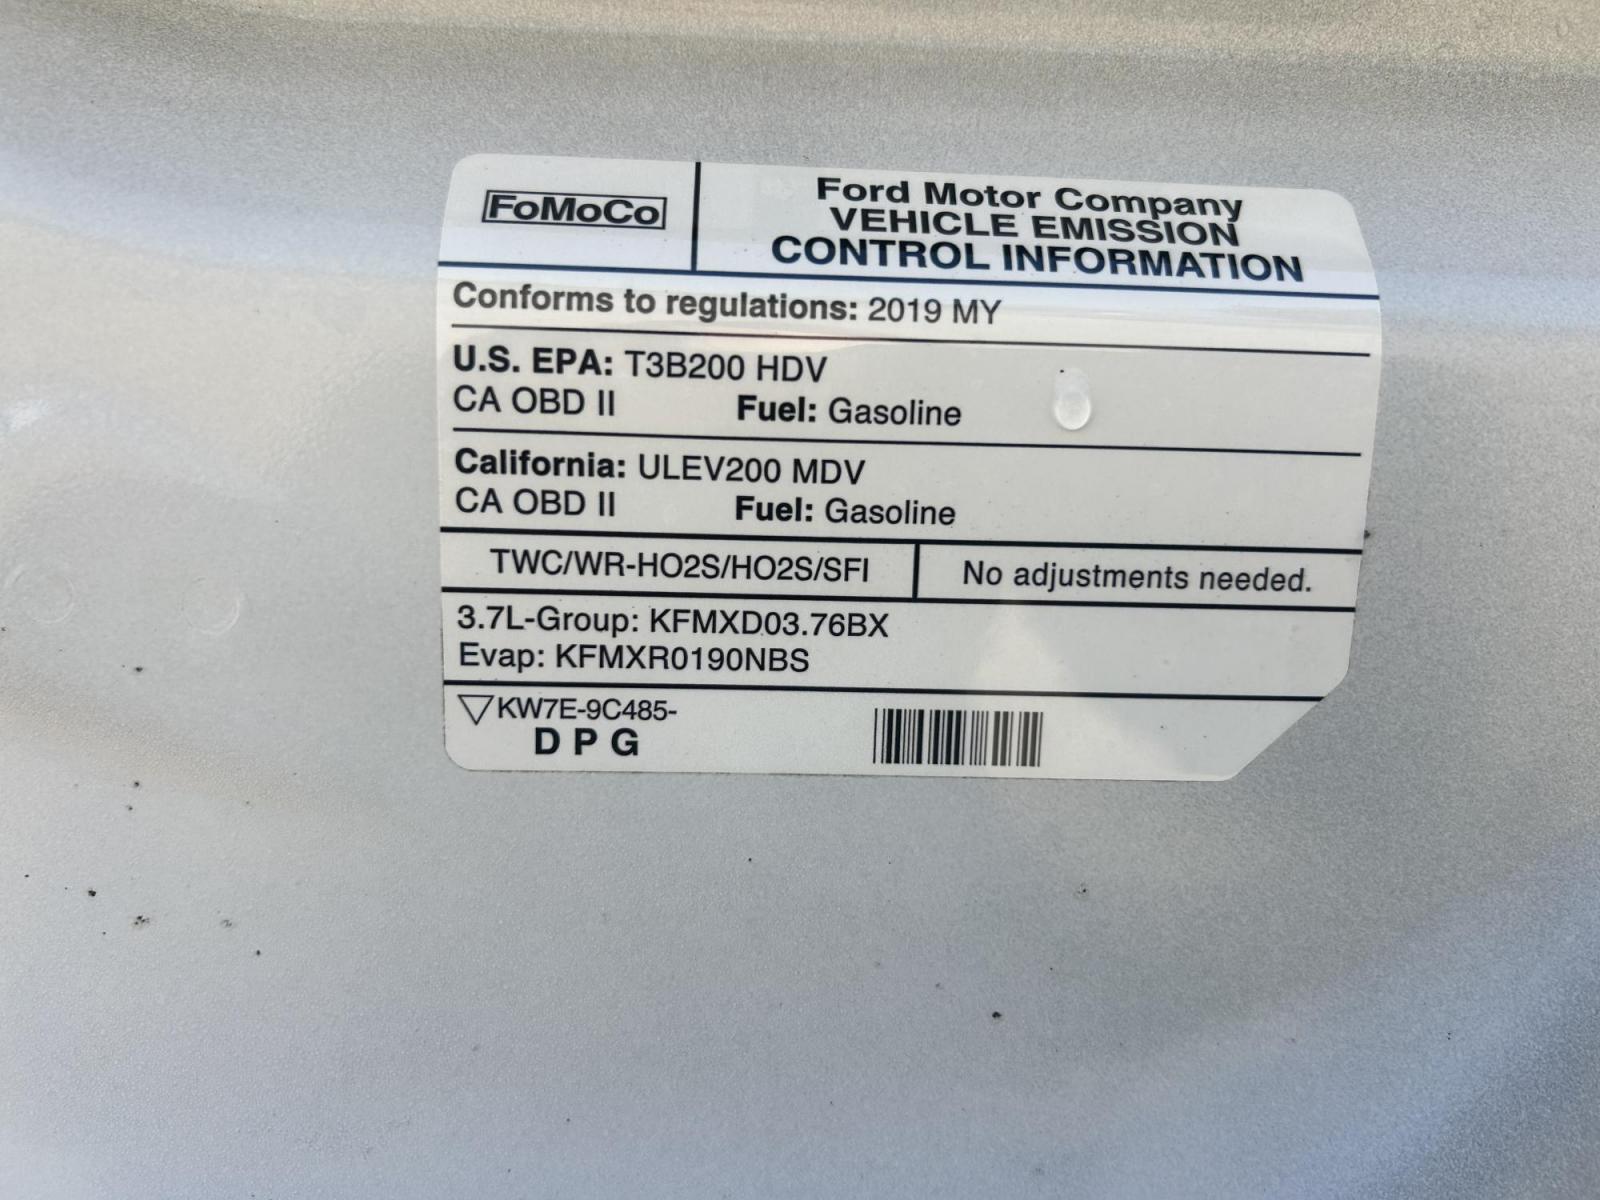 FoMoCo
Ford Motor Company
VEHICLE EMISSION
CONTROL INFORMATION
Conforms to regulations: 2019 MY
U.S. EPA: T3B200 HDV
CA OBD II Fuel: Gasoline
California: ULEV200 MDV
CA OBD II Fuel: Gasoline
TWC/WR-HO2S/HO2S/SFI No adjustments needed.
3.7L-Group: KFMXD03.76BX
Evap: KFMXR0190NBS
KW7E-9C485-
D P G